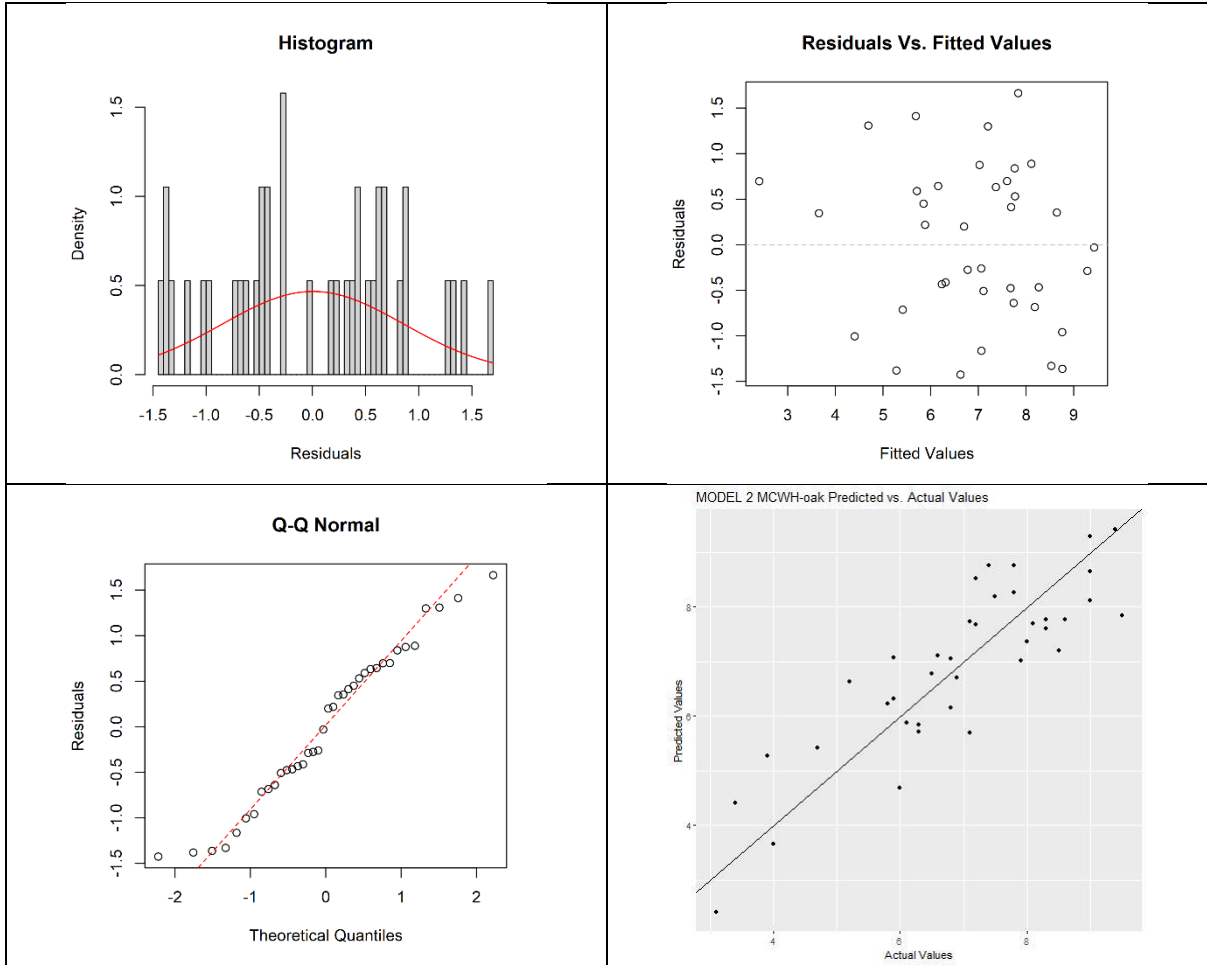 Histogram
Density
0.0
0.5
1.0
1.5
-1.5 -1.0 -0.5 0.0 0.5 1.0 1.5
Residuals
Residuals Vs. Fitted Values
Residuals
-1.5
-1.0
-0.5
0.0
0.5
1.0
1.5
3 4 5 6 7 8 9
Fitted Values
Q-Q Normal
Residuals
-1.5
-1.0
-0.5
0.0
0.5
1.0
1.5
-2 -1 0 1 2
Theoretical Quantiles
MODEL 2 MCWH-oak Predicted vs. Actual Values
Predicted Values
8
6
4
4 6 8
Actual Values